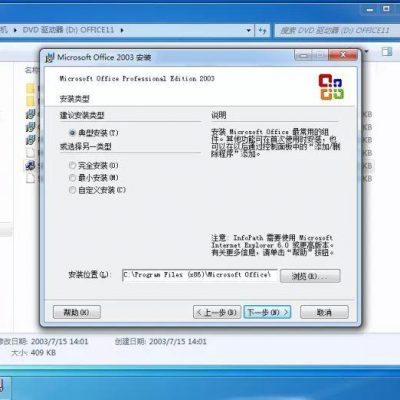 机 ▸ DVD 驱动器 (D:) OFFICE11 ▸
搜索 DVD 驱动器 (D:) OFFICE11
Microsoft Office 2003 安装
Microsoft Office Professional Edition 2003
安装类型
建议安装类型
典型安装(T)
或选择另一类型
完全安装(O)
最小安装(M)
自定义安装(C)
说明
安装 Microsoft Office 最常用的组
件。其他功能可在首次使用时安装；也
可以在以后通过控制面板中的“添加/删
除程序”添加。
注意: InfoPath 需要使用 Microsoft
Internet Explorer 6.0 或更高版本。
有关更多信息，请单击“帮助”按钮。
安装位置(L):
C:\Program Files (x86)\Microsoft Office\
浏览(R)...
帮助(H)
< 上一步(B)
下一步(N) >
取消
KB
KB
KB
KB
修改日期: 2003/7/15 14:01
创建日期: 2003/7/15 14:01
大小: 409 KB